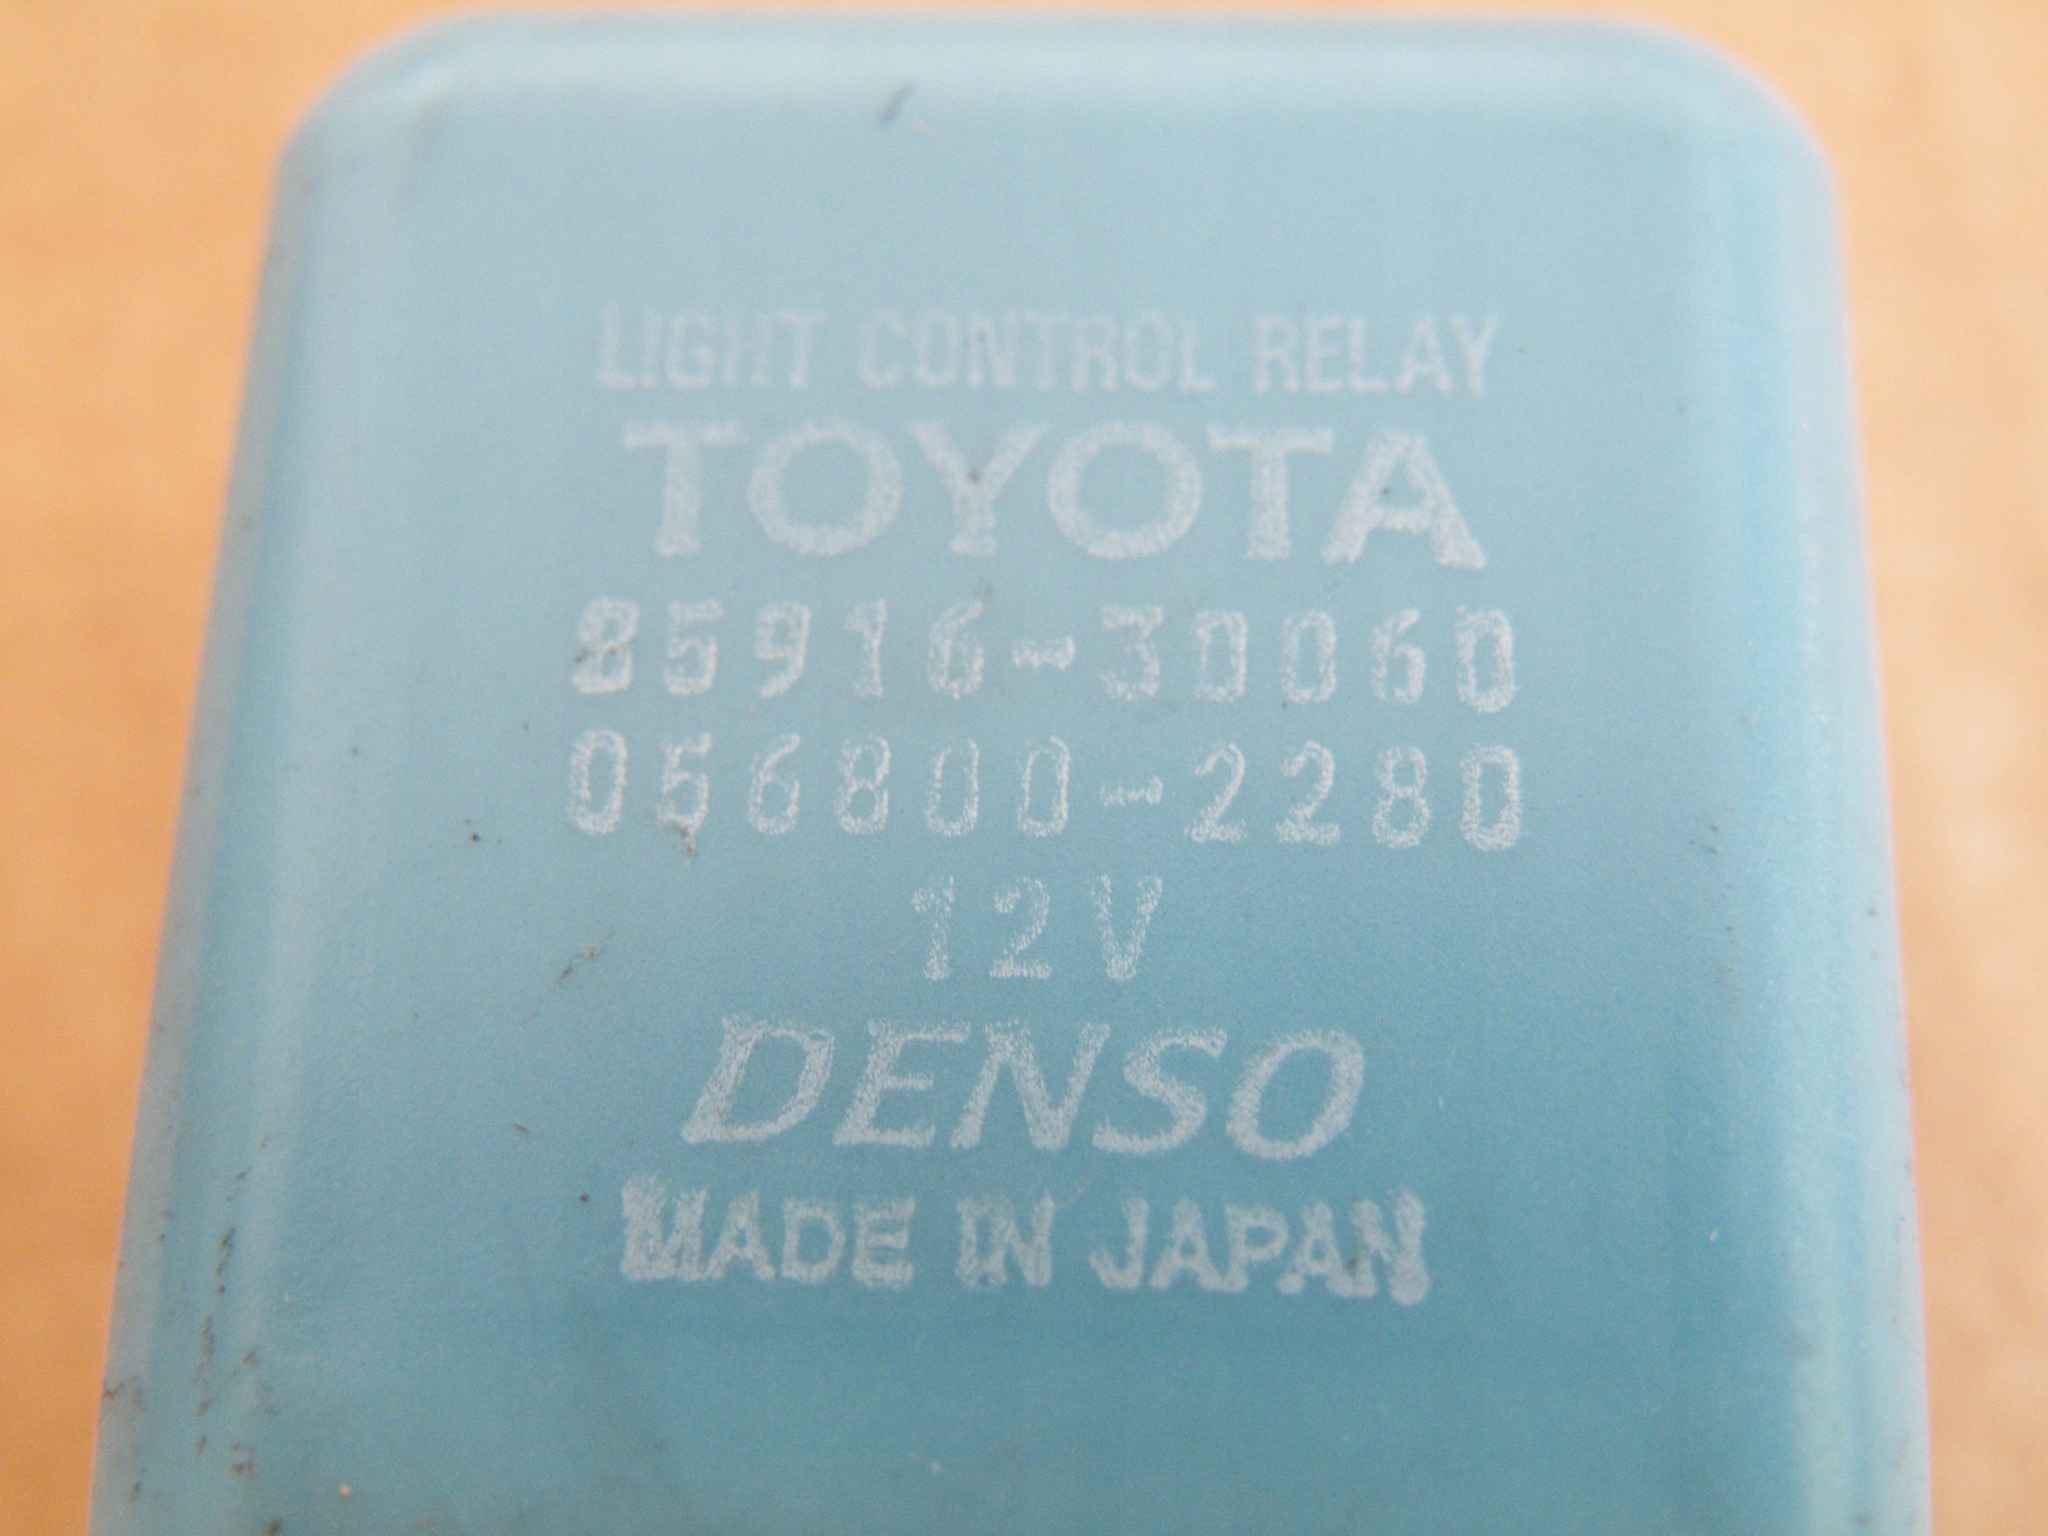 LIGHT CONTROL RELAY
TOYOTA
85916-30060
056800-2280
12V
DENSO
MADE IN JAPAN